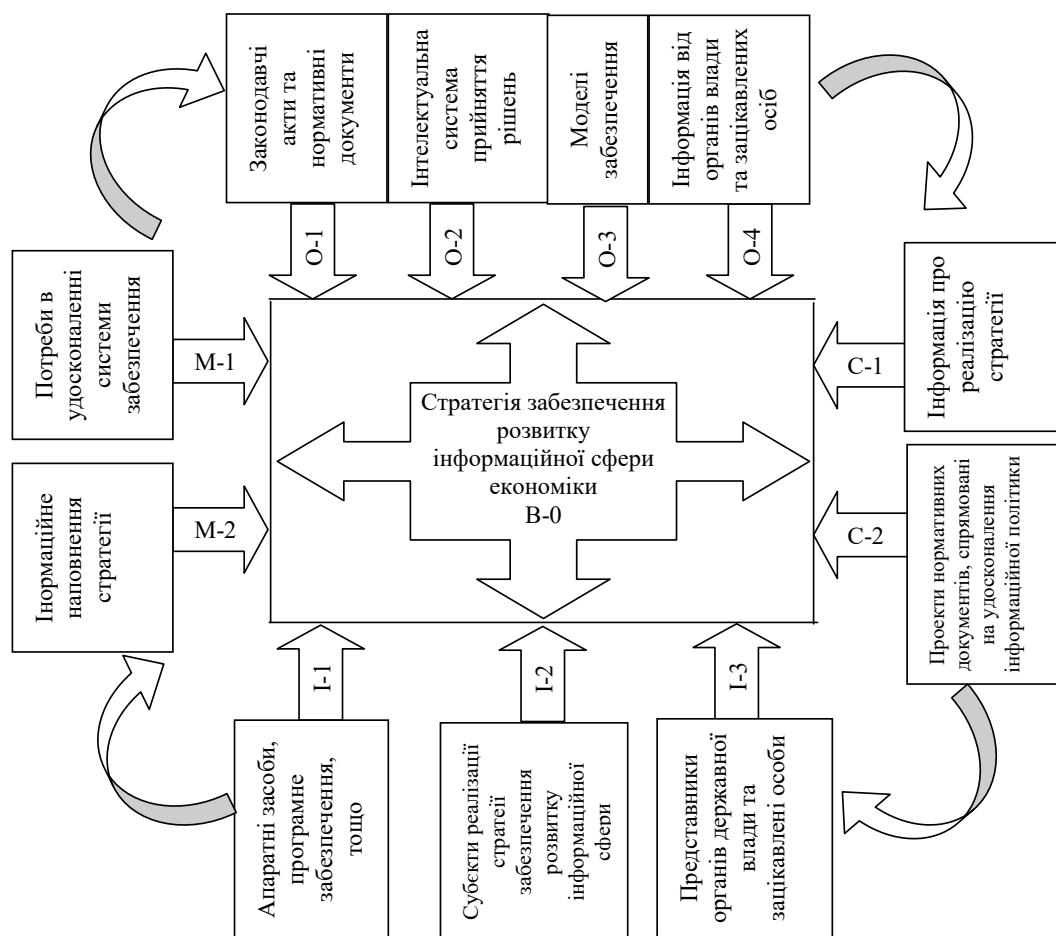 Законодавчі
акти та
нормативні
документи
Інтелектуальна
система
прийняття
рішень
Моделі
забезпечення
Інформація від
органів влади
та зацікавлених
осіб
О-1
О-2
О-3
О-4
Потреби в
удосконаленні
системи
забезпечення
М-1
Інормаційне
наповнення
стратегії
М-2
Стратегія забезпечення
розвитку
інформаційної сфери
економіки
В-0
С-1
Інформація про
реалізацію
стратегії
С-2
Проекти нормативних
документів, спрямовані
на удосконалення
інформаційної політики
І-1
І-2
І-3
Апаратні засоби,
програмне
забезпечення,
тощо
Субєкти реалізації
стратегії
забезпечення
розвитку
інформаційної
сфери
Представники
органів державної
влади та
зацікавлені особи